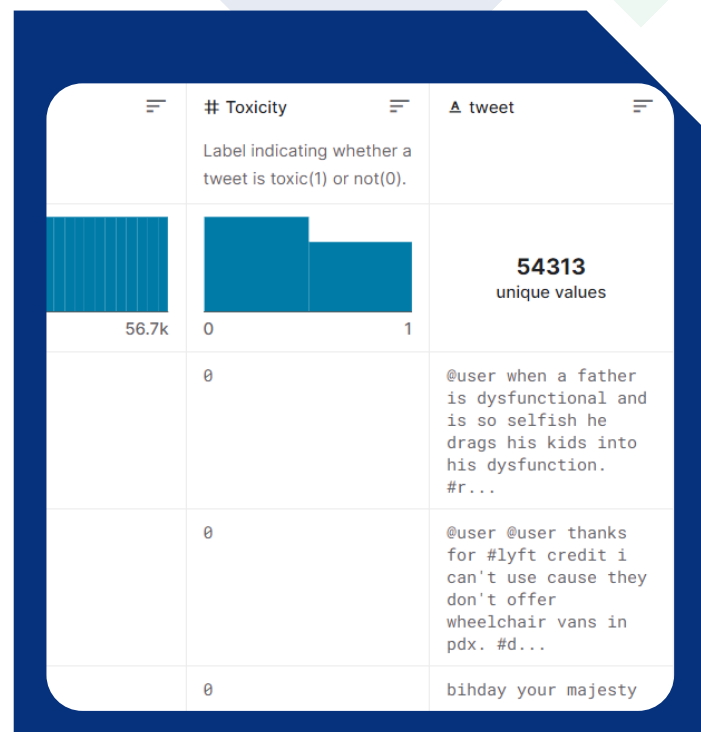 # Toxicity
A tweet
Label indicating whether a
tweet is toxic(1) or not(0).
54313
unique values
56.7k
0
1
0
@user when a father
is dysfunctional and
is so selfish he
drags his kids into
his dysfunction.
#r...
0
@user @user thanks
for #lyft credit i
can't use cause they
don't offer
wheelchair vans in
pdx. #d...
0
bihday your majesty